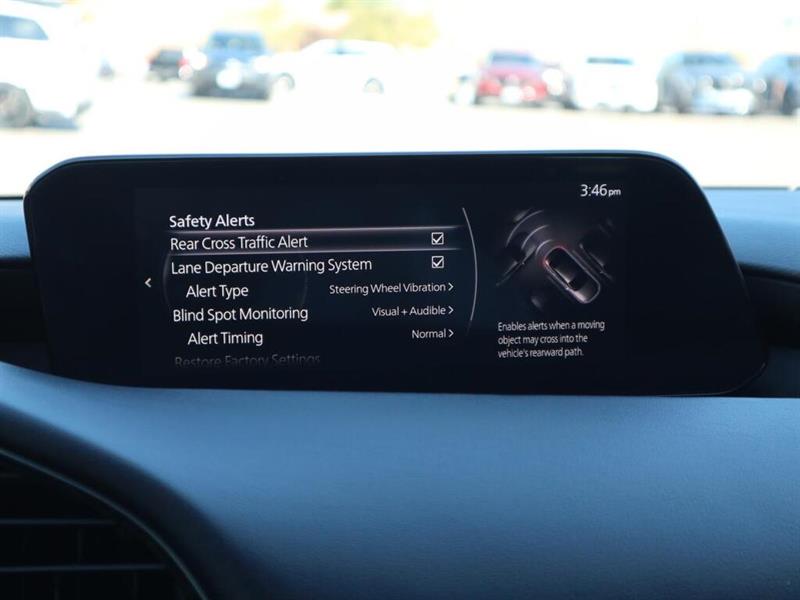 3:46pm
Safety Alerts
Rear Cross Traffic Alert
Lane Departure Warning System
Alert Type Steering Wheel Vibration >
Blind Spot Monitoring Visual + Audible >
Alert Timing Normal >
Restore Factory Settings
Enables alerts when a moving
object may cross into the
vehicle's rearward path.